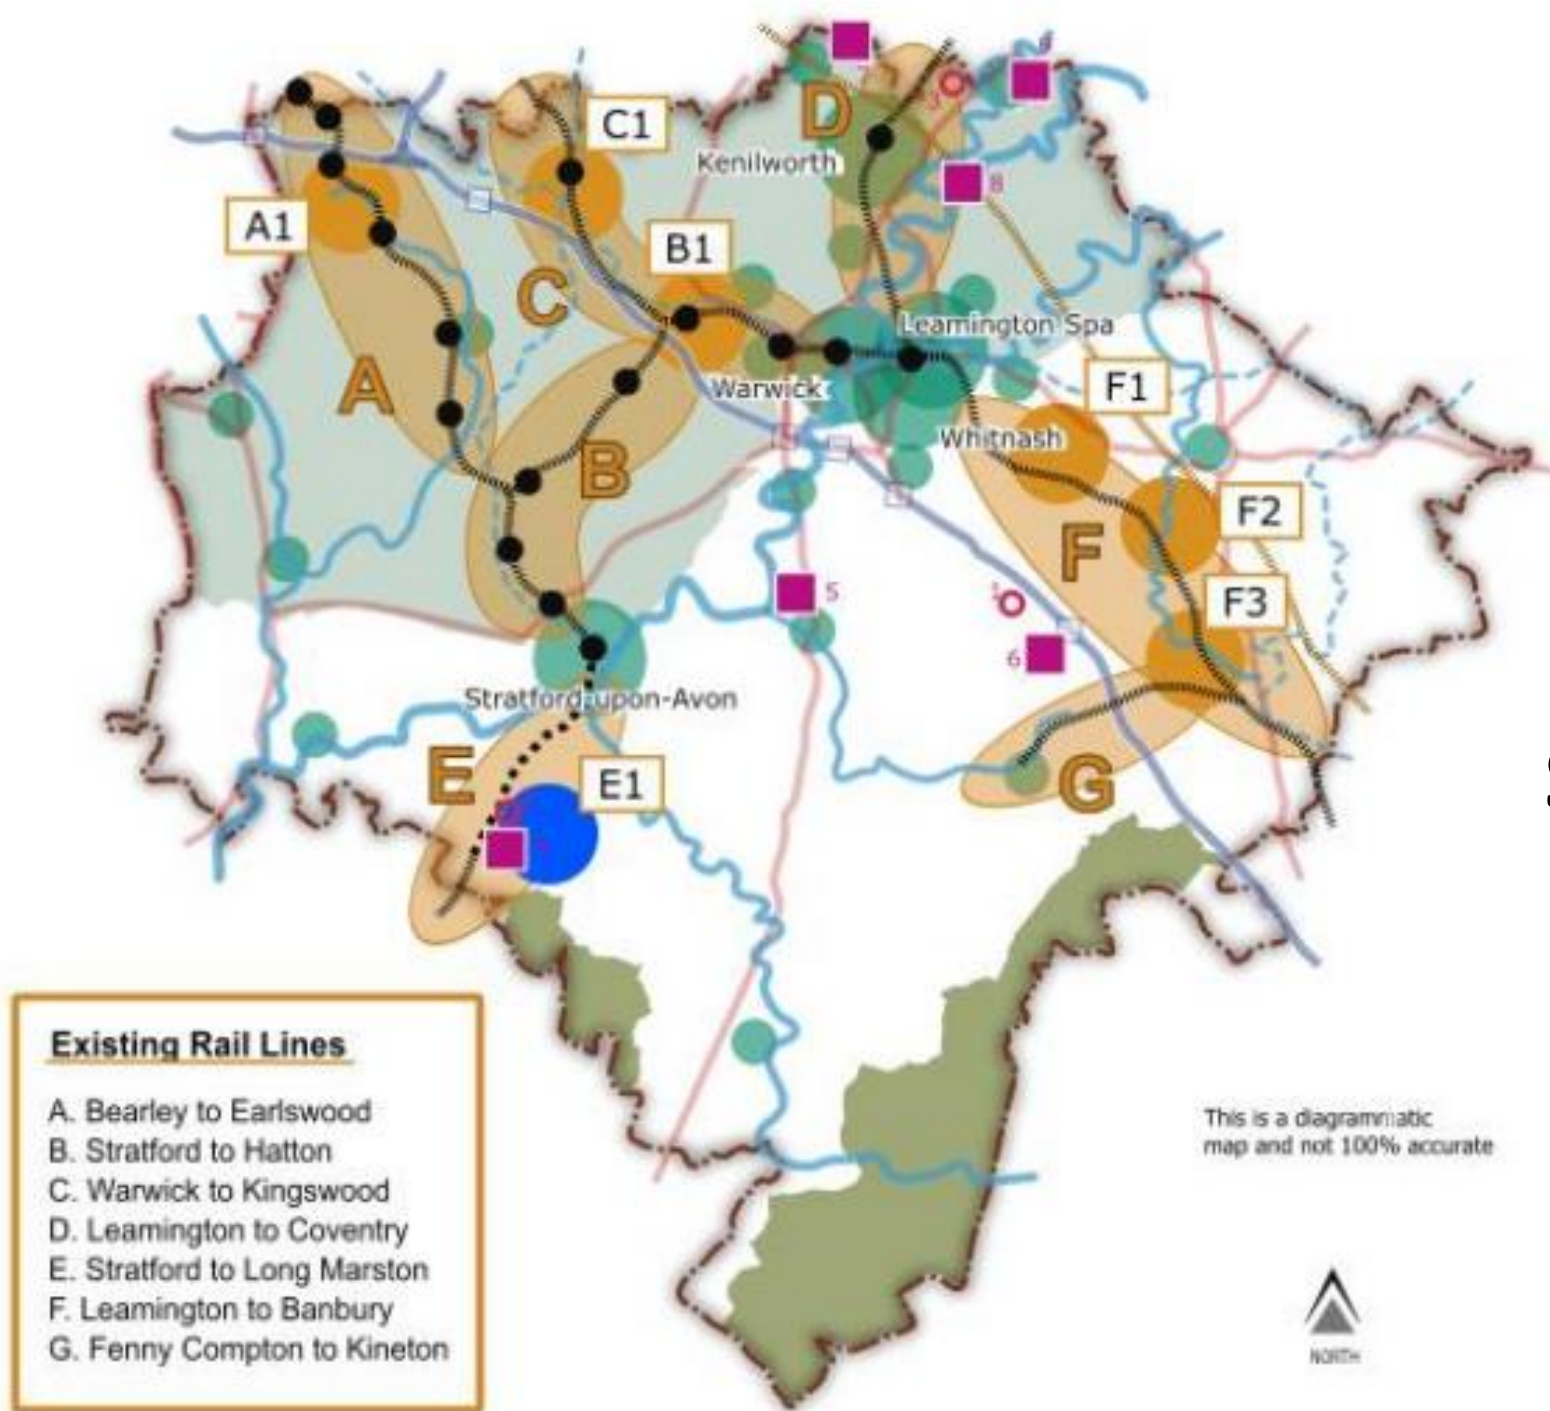 D
C1
Kenilworth
8
A1
B1
C
Leamington Spa
A
Warwick
F1
Whitnash
B
F2
F
F3
5
6
Stratford-upon-Avon
E
E1
G
Existing Rail Lines
A. Bearley to Earlswood
B. Stratford to Hatton
C. Warwick to Kingswood
D. Leamington to Coventry
E. Stratford to Long Marston
F. Leamington to Banbury
G. Fenny Compton to Kineton
This is a diagrammatic
map and not 100% accurate
NORTH